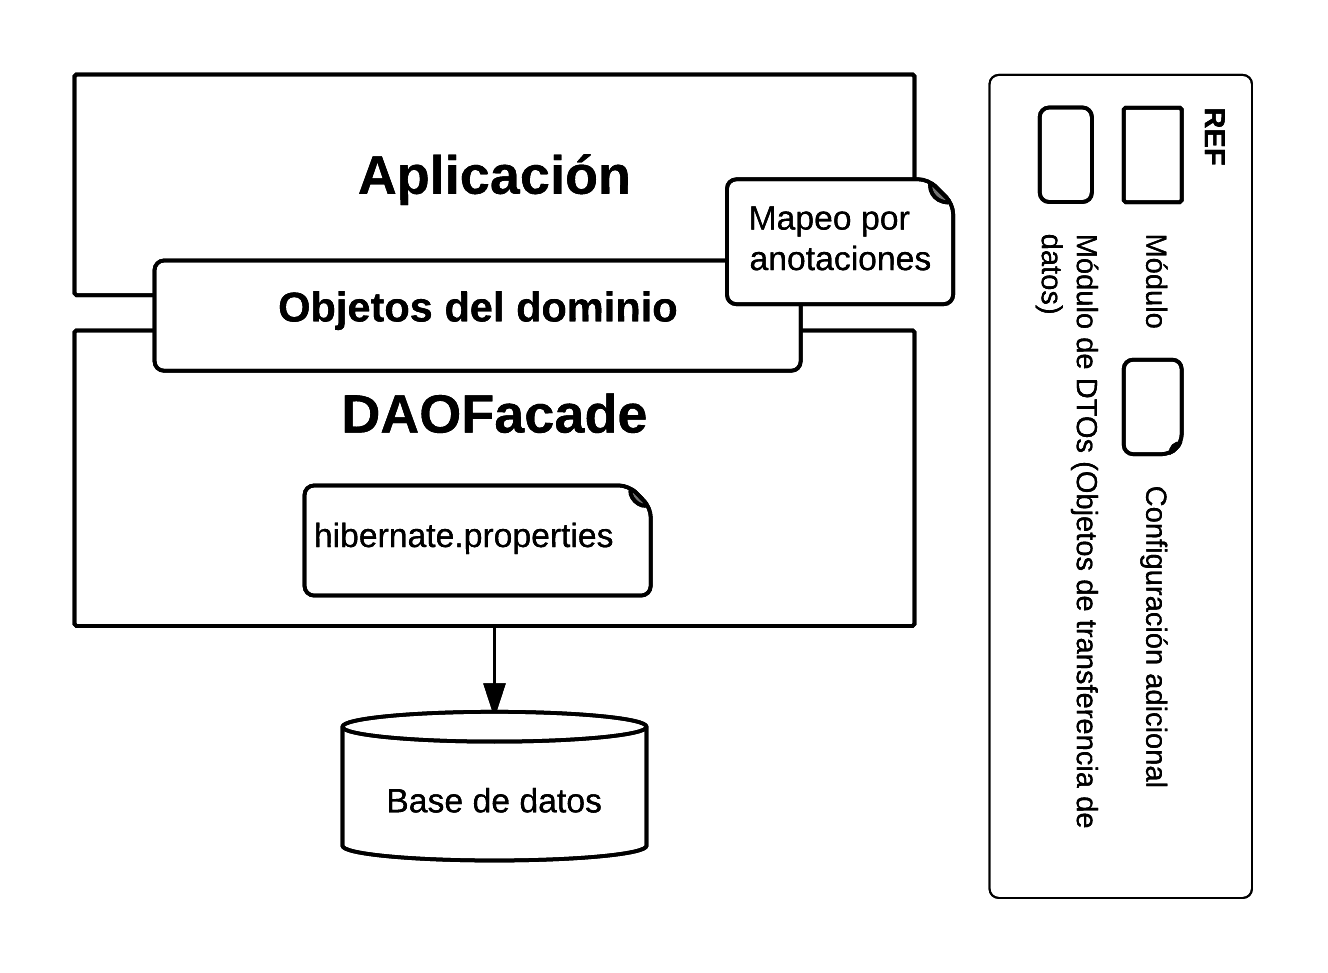 Aplicación
Mapeo por
anotaciones
Objetos del dominio
DAOFacade
hibernate.properties
Base de datos
REF
Módulo
Configuración adicional
Módulo de DTOs (Objetos de transferencia de
datos)